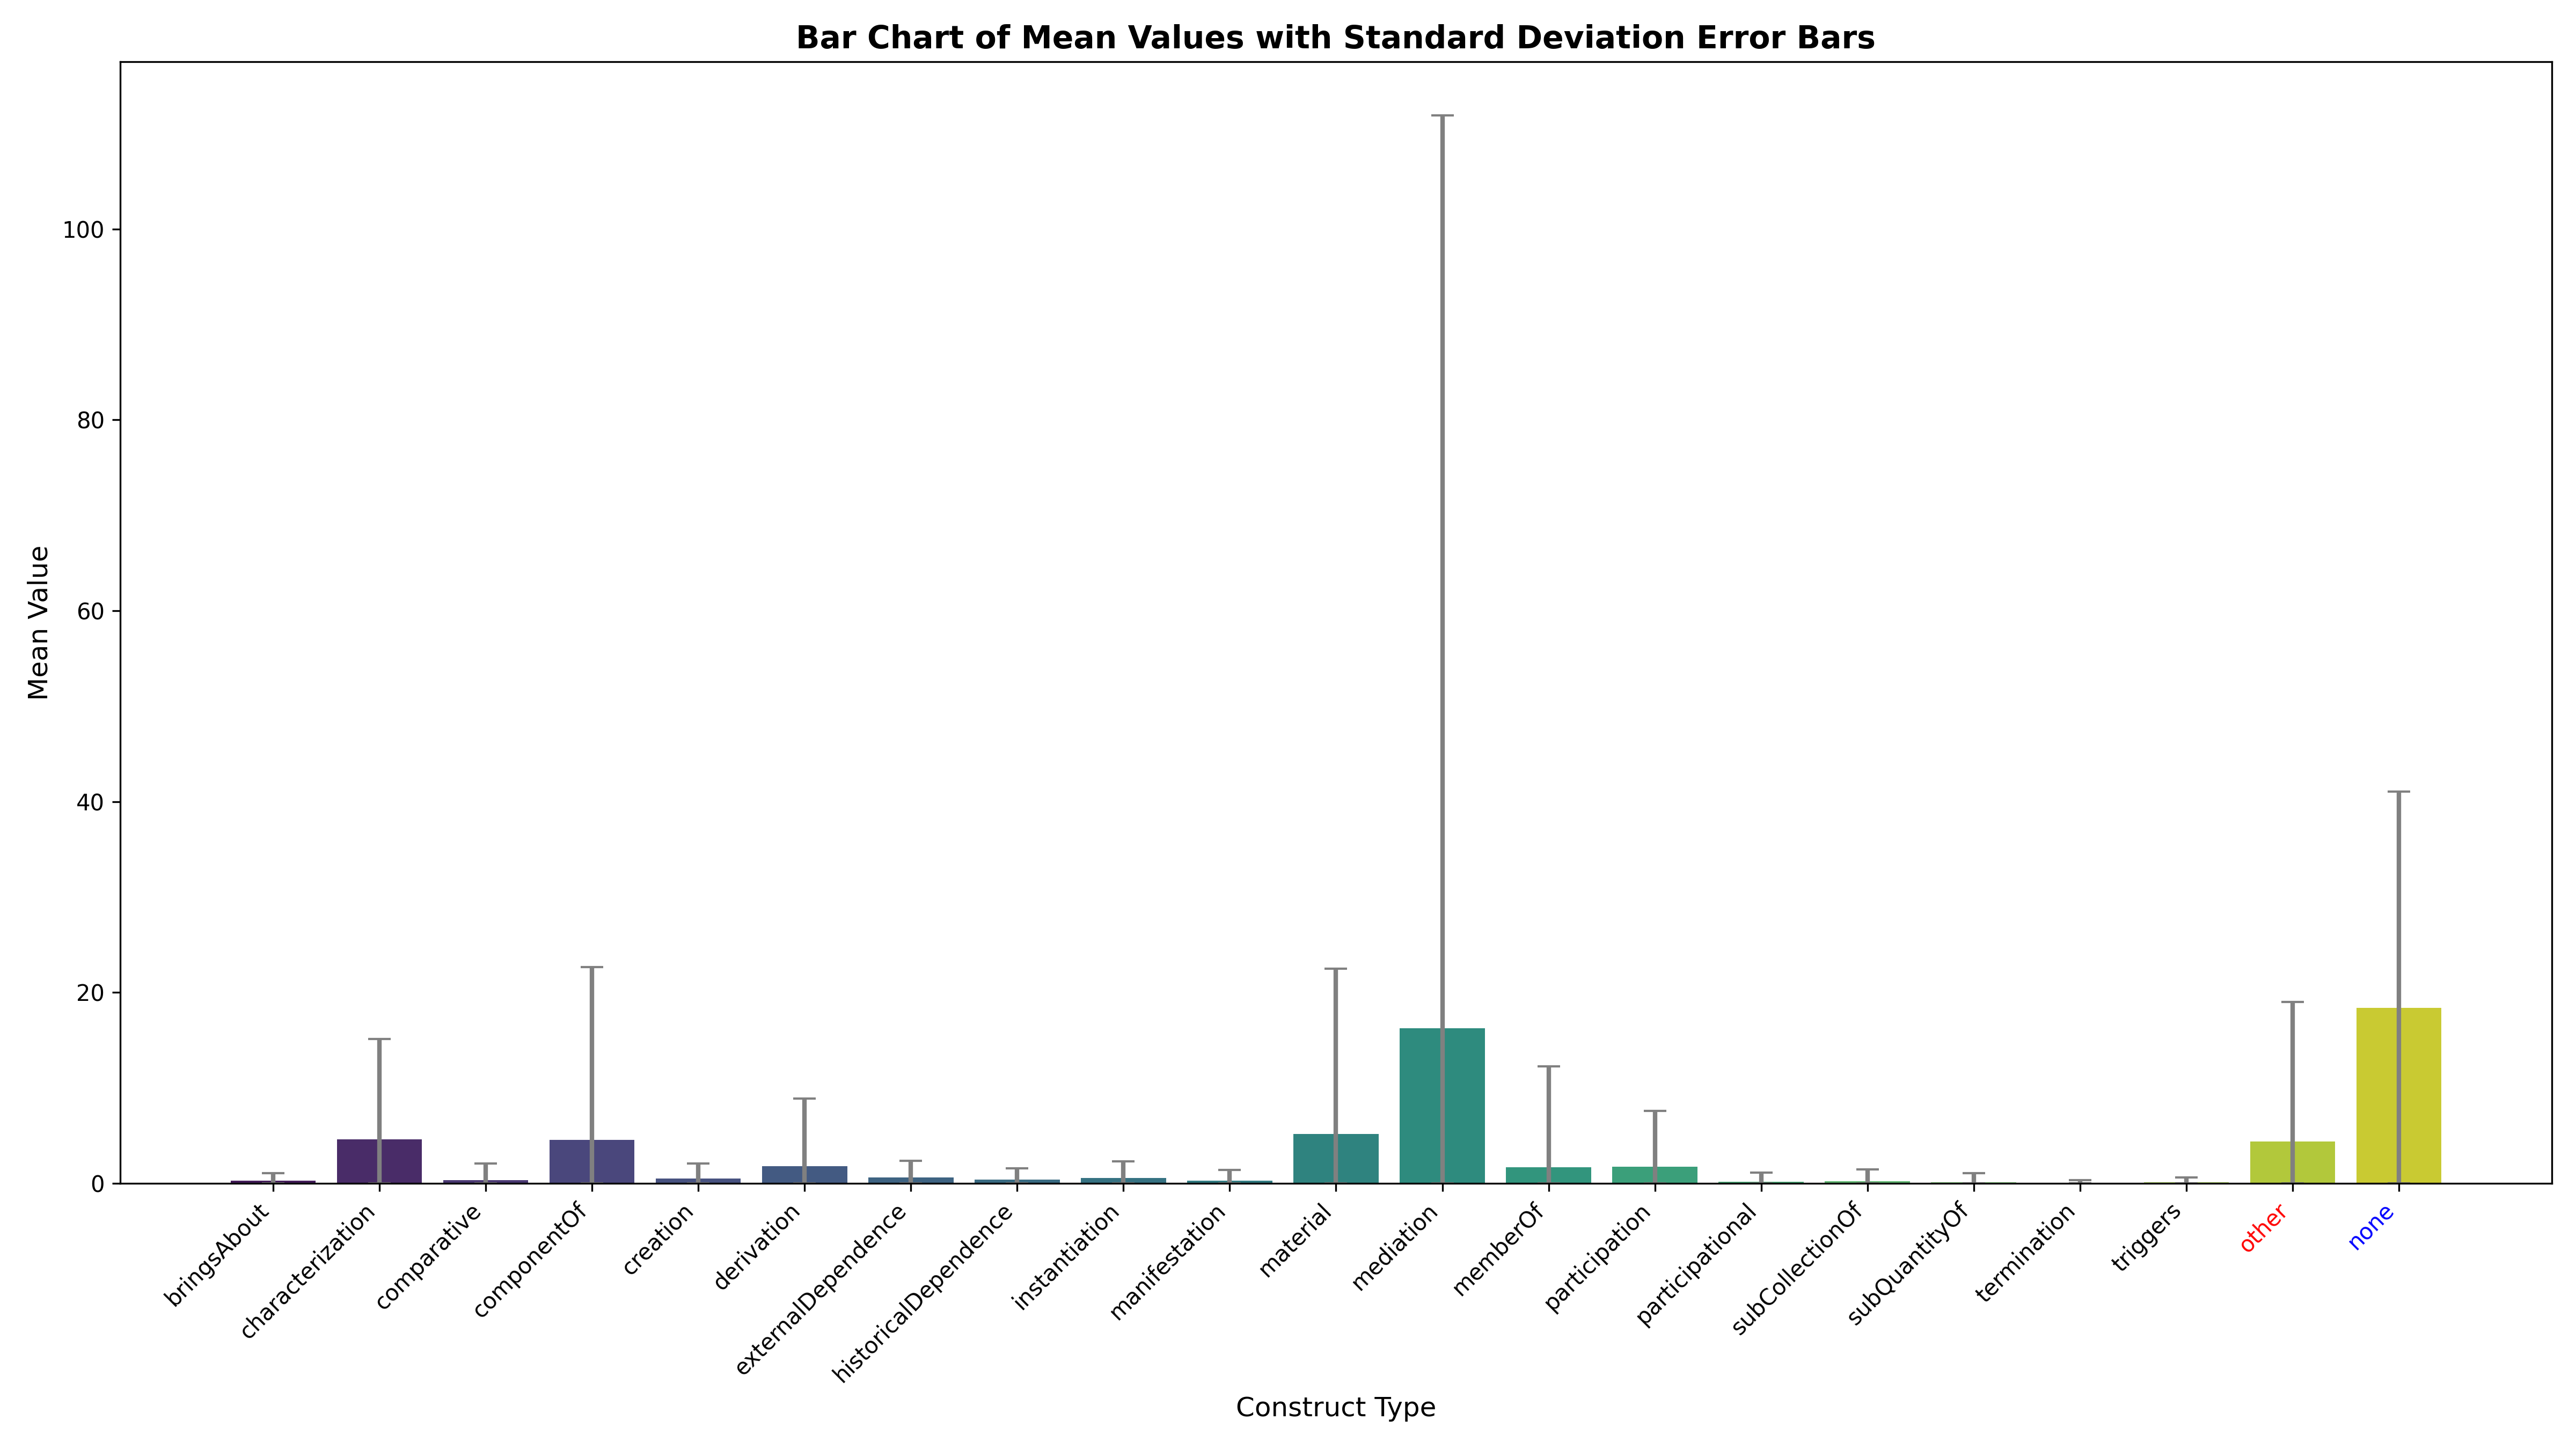 Bar Chart of Mean Values with Standard Deviation Error Bars
Mean Value
100
80
60
40
20
0
bringsAbout
characterization
comparative
componentOf
creation
derivation
externalDependence
historicalDependence
instantiation
manifestation
material
mediation
memberOf
participation
participational
subCollectionOf
subQuantityOf
termination
triggers
other
none
Construct Type